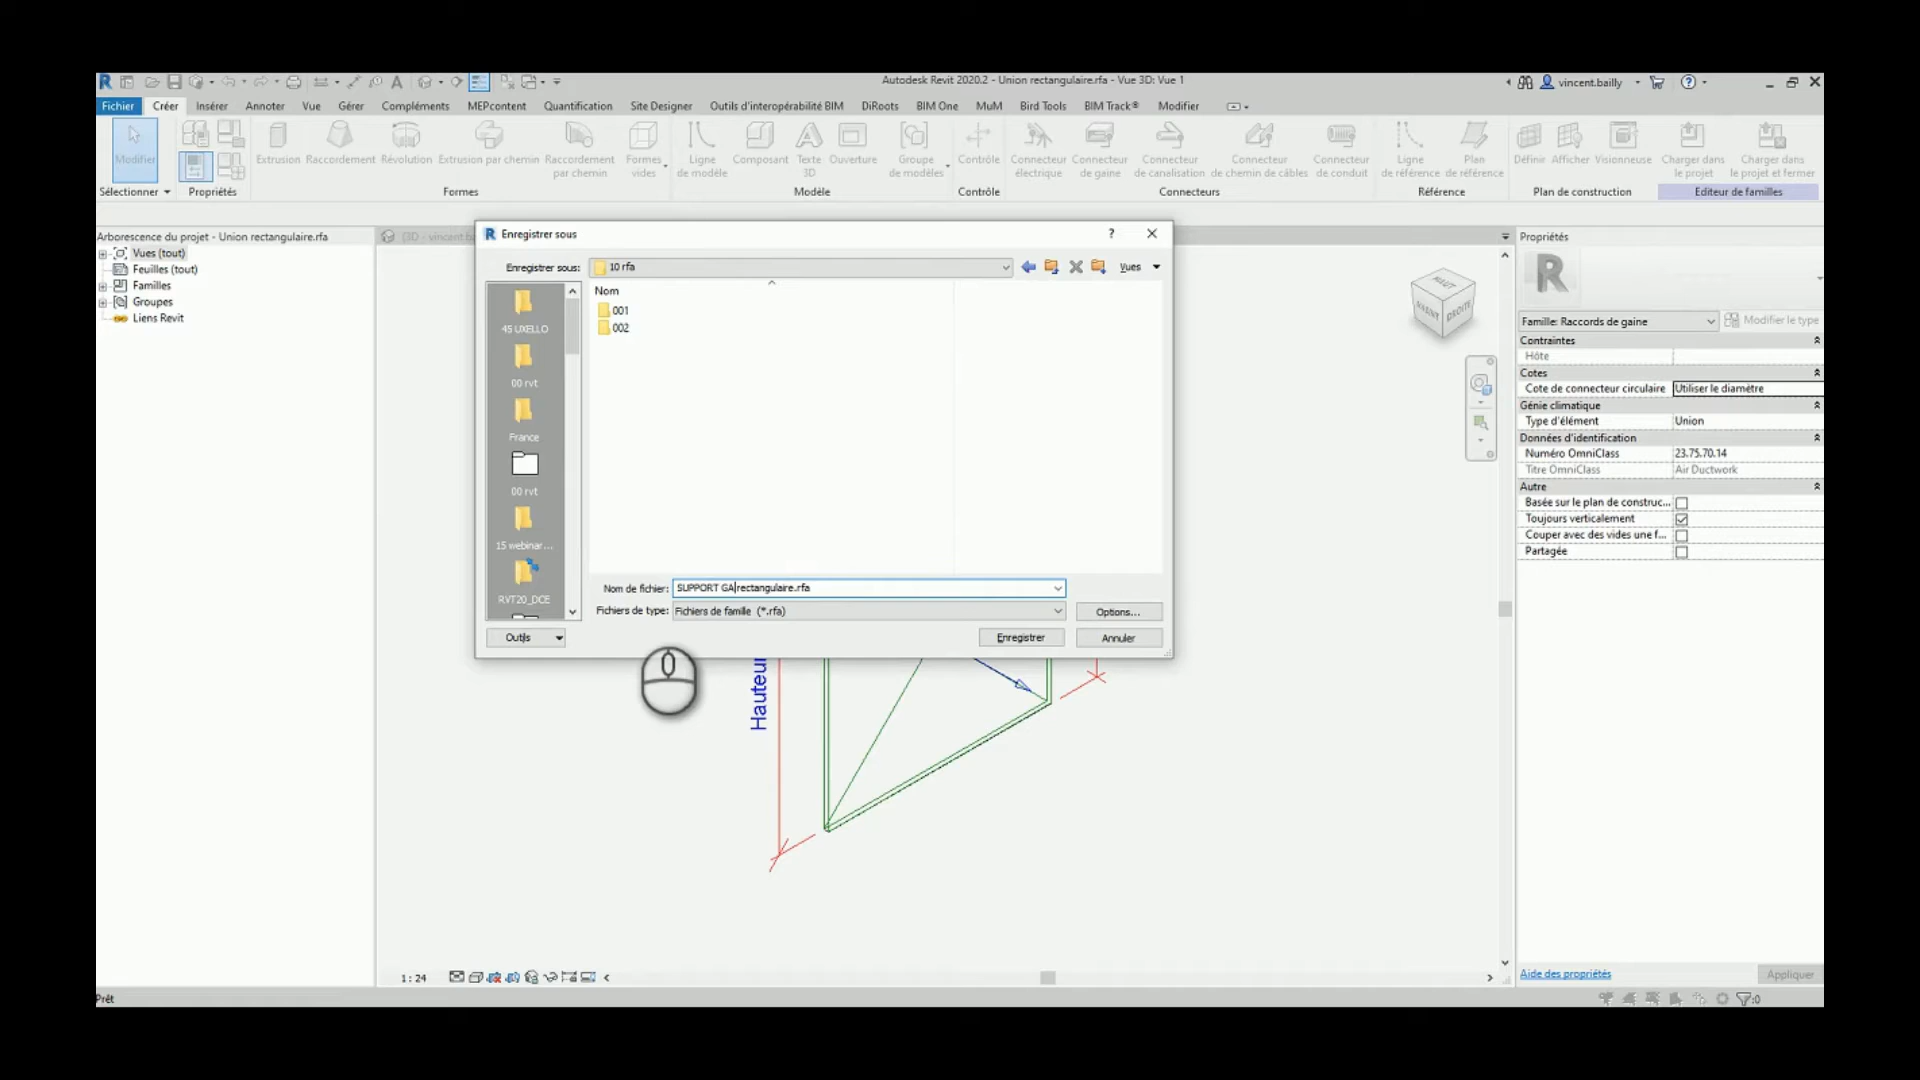 Autodesk Revit 2020.2 - Union rectangulaire.rfa - Vue 3D: Vue 1
vincent.bailly
Fichier Créer Insérer Annoter Vue Gérer Compléments MEPcontent Quantification Site Designer Outils d'interopérabilité BIM DiRoots BIM One MuM Bird Tools BIM Track® Modifier
Modifier
Extrusion Raccordement Révolution Extrusion par chemin Raccordement par chemin Formes vides
Ligne de modèle Composant Texte 3D Ouverture Groupe de modèles
Contrôle
Connecteur électrique Connecteur de gaine Connecteur de canalisation Connecteur de chemin de câbles Connecteur de conduit
Ligne de référence Plan de référence
Définir Afficher Visionneuse
Charger dans le projet Charger dans le projet et fermer
Sélectionner Propriétés Formes Modèle Contrôle Connecteurs Référence Plan de construction Editeur de familles
Arborescence du projet - Union rectangulaire.rfa
Vues (tout)
Feuilles (tout)
Familles
Groupes
Liens Revit
Enregistrer sous
?
Enregistrer sous: 10 rfa
Vues
Nom
001
002
45 UXELLO
00 rvt
France
00 rvt
15 webinar...
RVT20_DCE
Nom de fichier: SUPPORT GArectangulaire.rfa
Fichiers de type: Fichiers de famille (*.rfa)
Options...
Outils
Enregistrer
Annuler
Hauteur
HAUT
DROITE
Propriétés
R
Famille: Raccords de gaine
Modifier le type
Contraintes
Hôte
Cotes
Cote de connecteur circulaire Utiliser le diamètre
Génie climatique
Type d'élément Union
Données d'identification
Numéro OmniClass 23.75.70.14
Titre OmniClass Air Ductwork
Autre
Basée sur le plan de construc...
Toujours verticalement
Couper avec des vides une f...
Partagée
Aide des propriétés
Appliquer
1 : 24
Prêt
:0